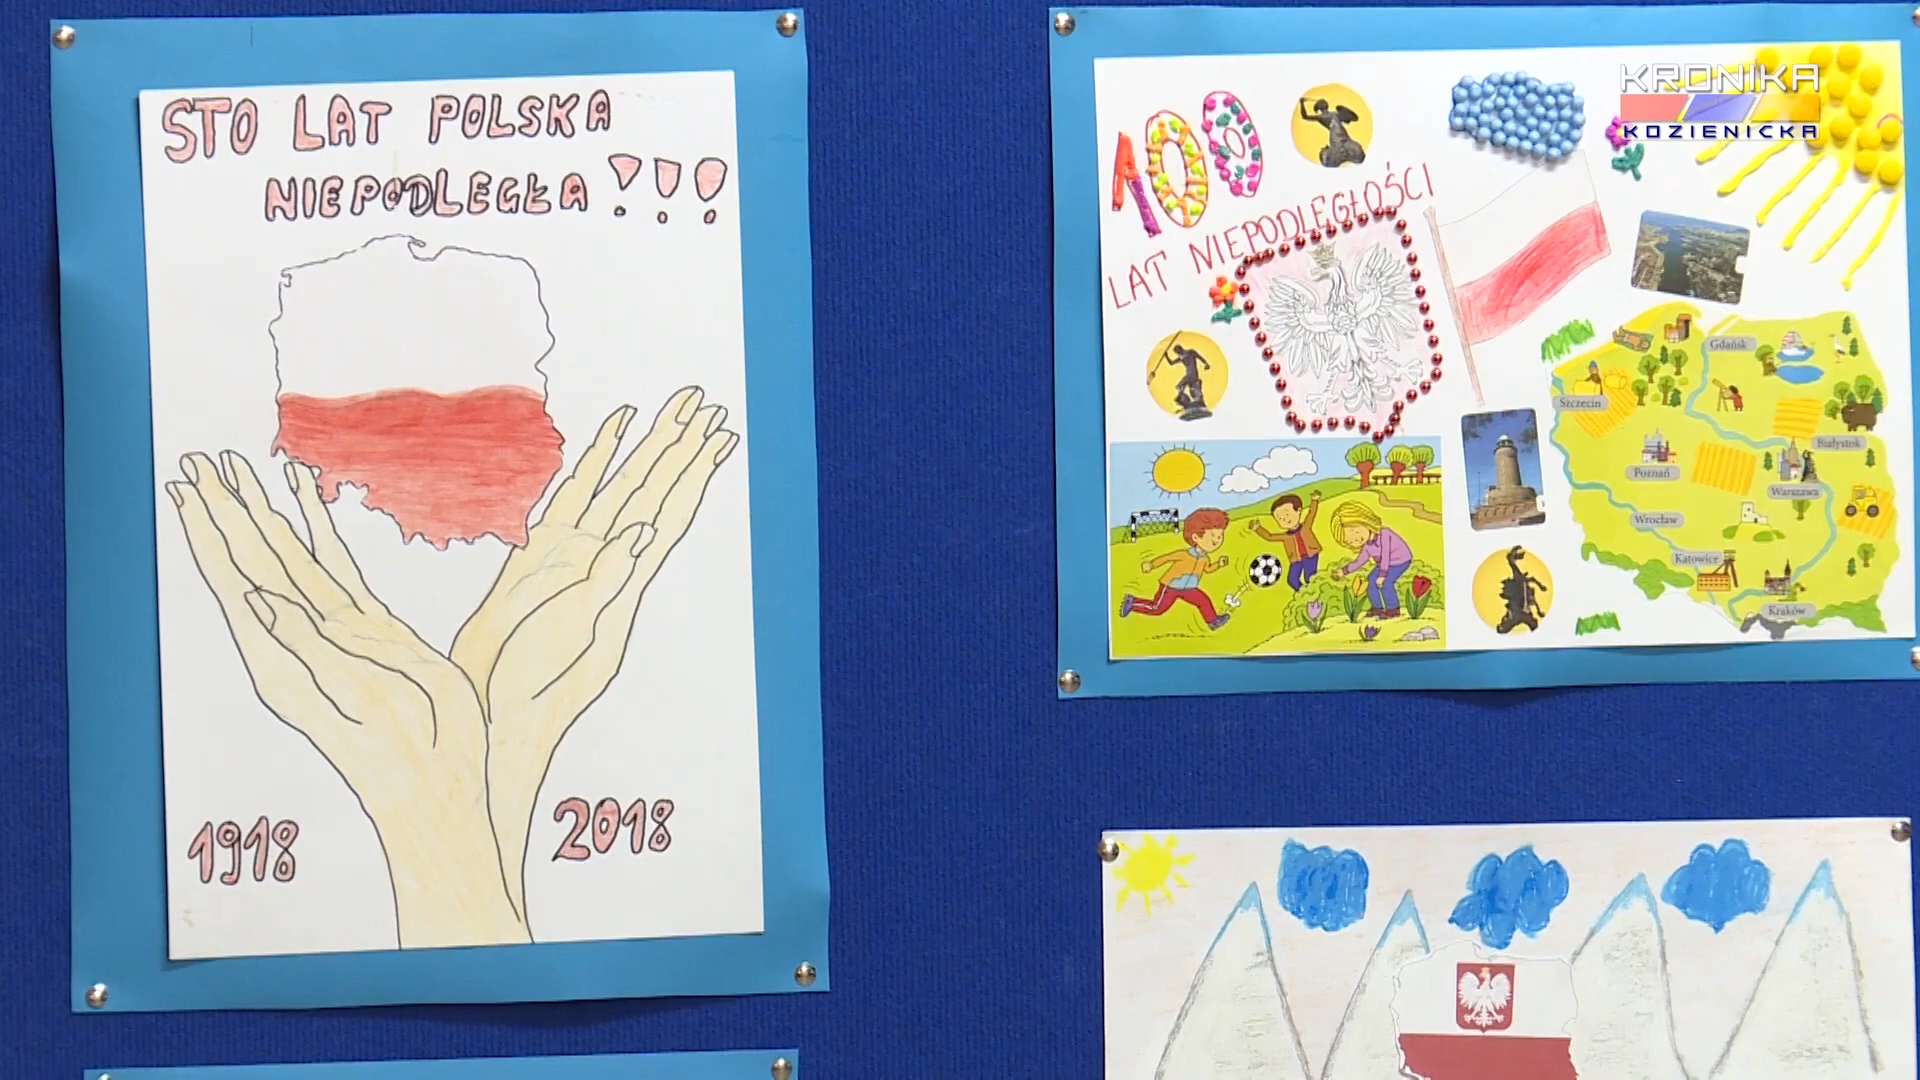 STO LAT POLSKA
NIEPODLEGŁA !!!
1918
2018
100
LAT NIEPODLEGŁOŚCI
Gdańsk
Szczecin
Białystok
Poznań
Warszawa
Wrocław
Katowice
Kraków
KRONIKA
KOZIENICKA